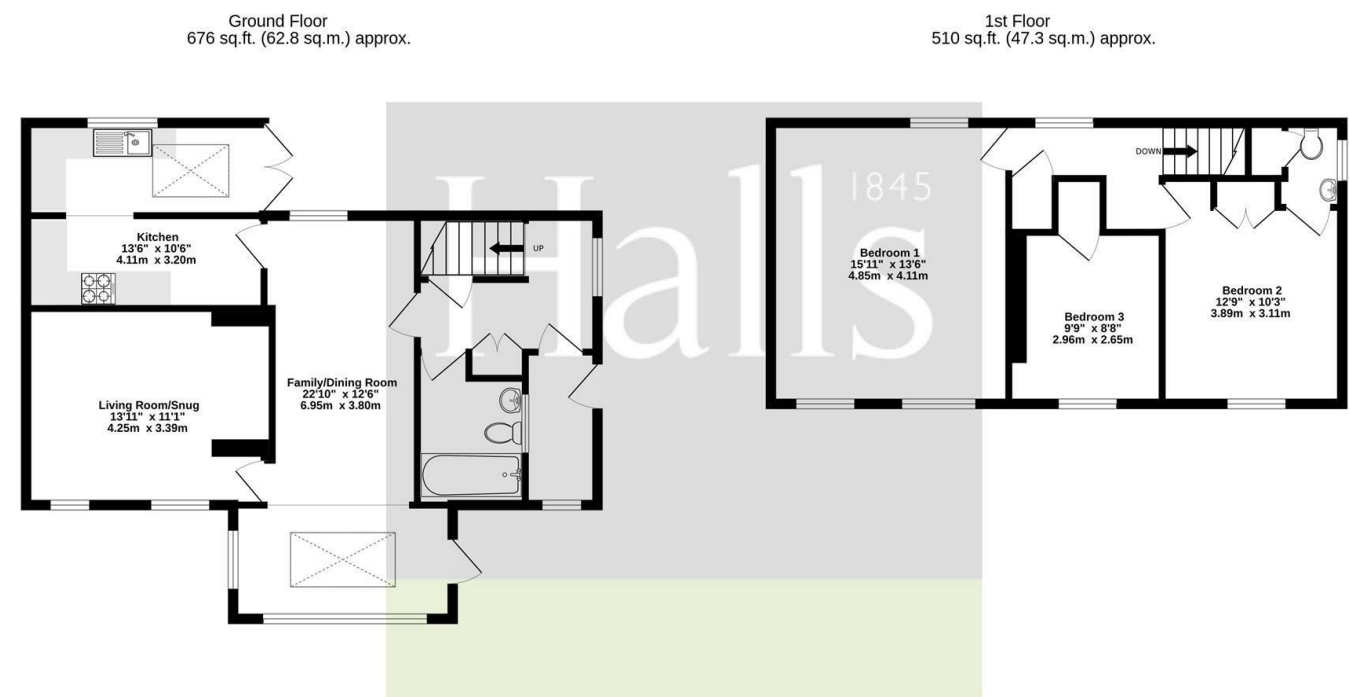 Ground Floor
676 sq.ft. (62.8 sq.m.) approx.
1st Floor
510 sq.ft. (47.3 sq.m.) approx.
Halls
1845
Kitchen
13'6" x 10'6"
4.11m x 3.20m
UP
Family/Dining Room
22'10" x 12'6"
6.95m x 3.80m
Living Room/Snug
13'11" x 11'1"
4.25m x 3.39m
DOWN
Bedroom 1
15'11" x 13'6"
4.85m x 4.11m
Bedroom 3
9'9" x 8'8"
2.96m x 2.65m
Bedroom 2
12'9" x 10'3"
3.89m x 3.11m